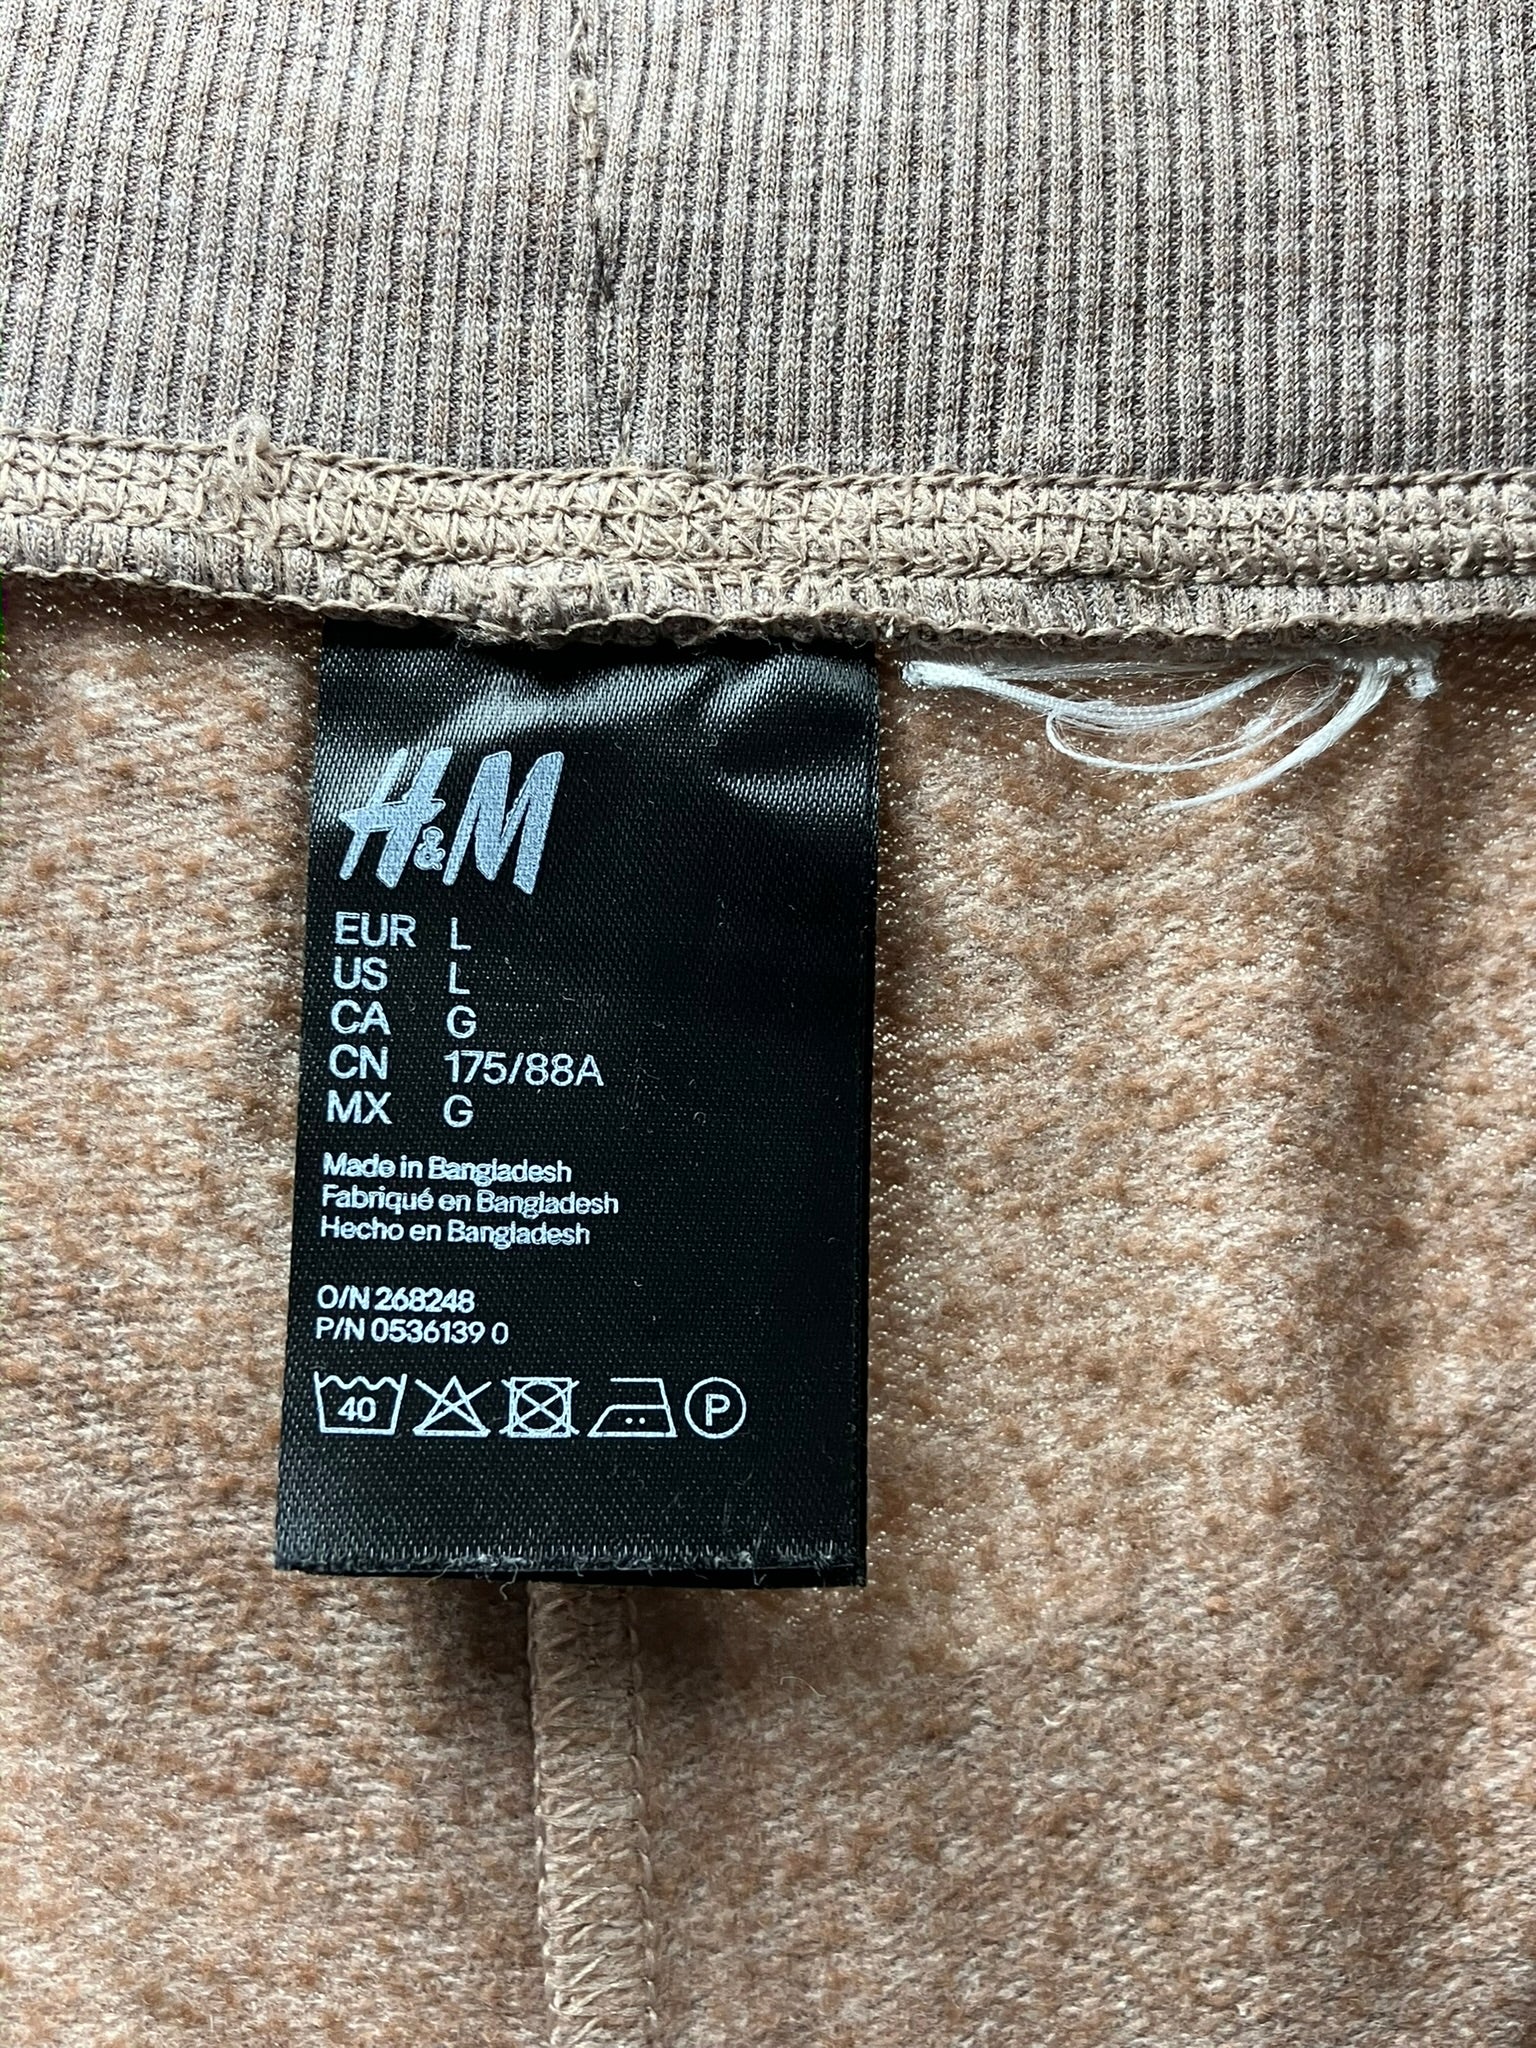 H&M
EUR L
US L
CA G
CN 175/88A
MX G
Made in Bangladesh
Fabriqué en Bangladesh
Hecho en Bangladesh
O/N 268248
P/N 0536139 0
40 P